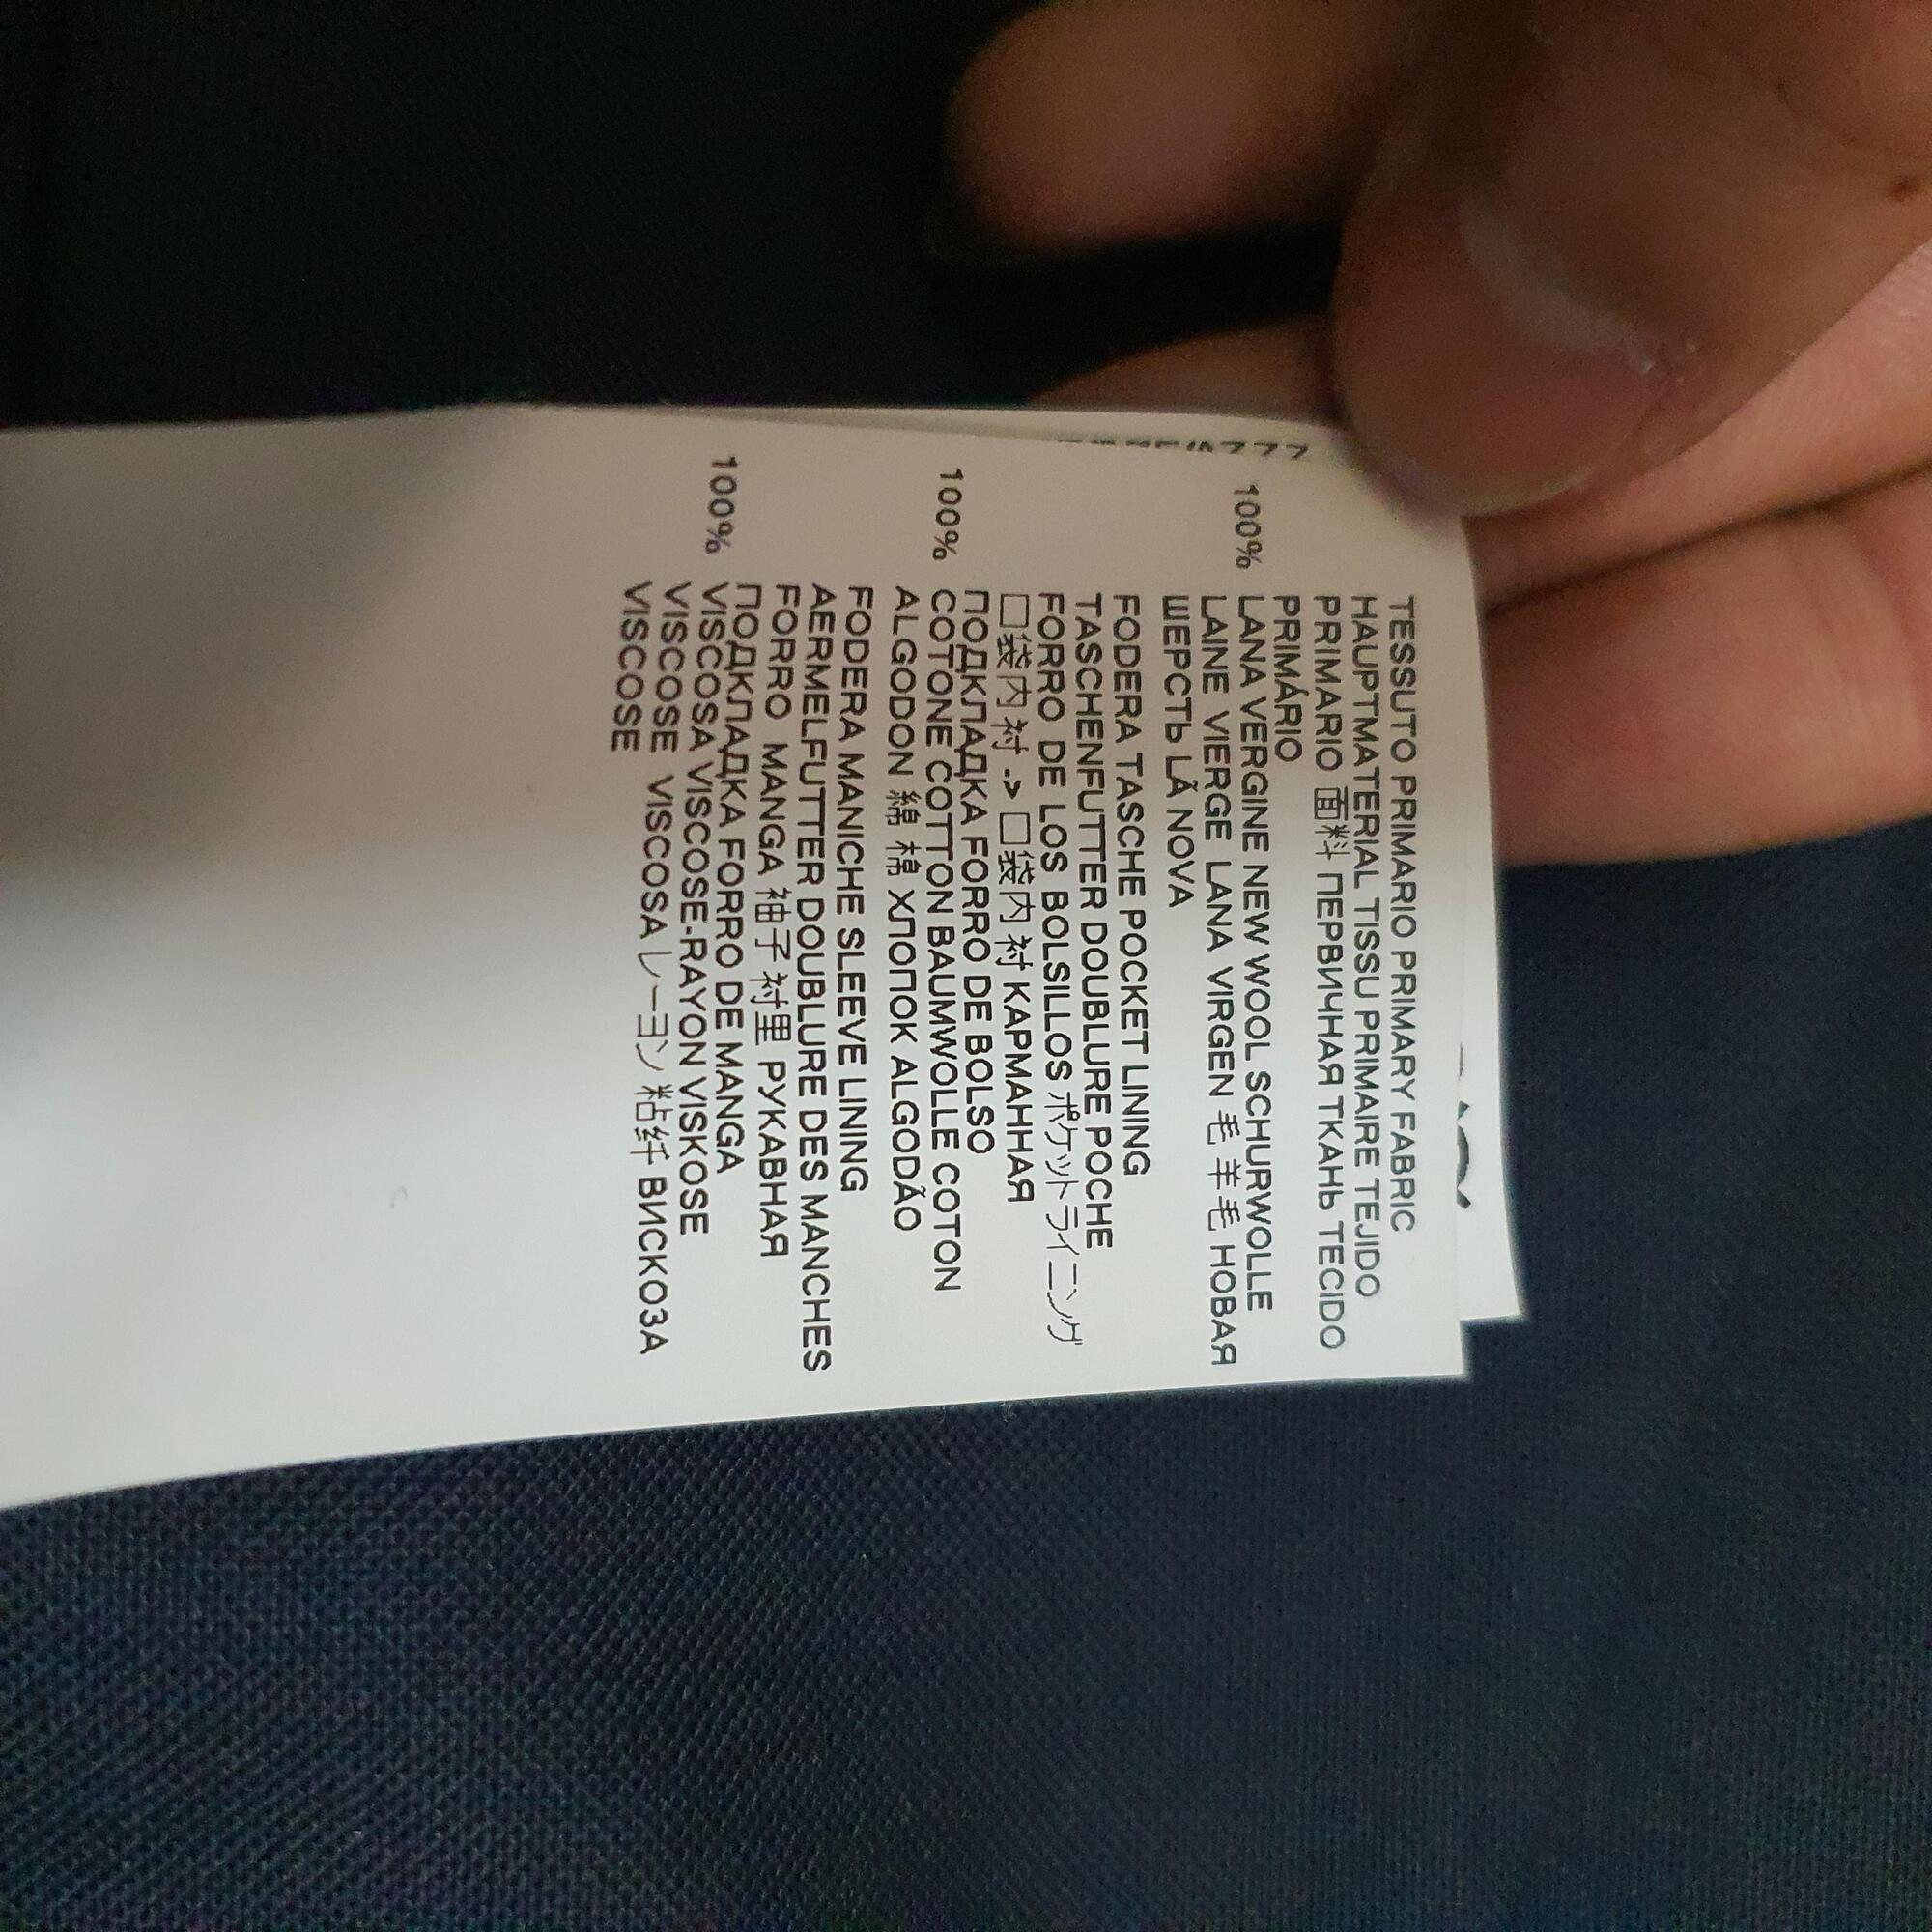 TESSUTO PRIMARIO PRIMARY FABRIC
HAUPTMATERIAL TISSU PRIMAIRE TEJIDO
PRIMARIO 面料 ПЕРВИЧНАЯ ТКАНЬ TECIDO
PRIMÁRIO
100% LANA VERGINE NEW WOOL SCHURWOLLE
LAINE VIERGE LANA VIRGEN 毛 羊毛 НОВАЯ
ШЕРСТЬ LÃ NOVA
FODERA TASCHE POCKET LINING
TASCHENFUTTER DOUBLURE POCHE
FORRO DE LOS BOLSILLOS ポケットライニング
口袋内衬 -> 口袋内衬 КАРМАННАЯ
ПОДКЛАДКА FORRO DE BOLSO
100% COTONE COTTON BAUMWOLLE COTON
ALGODON 綿 棉 ХЛОПОК ALGODÃO
FODERA MANICHE SLEEVE LINING
AERMELFUTTER DOUBLURE DES MANCHES
FORRO MANGA 袖子衬里 РУКАВНАЯ
ПОДКЛАДКА FORRO DE MANGA
100% VISCOSA VISCOSE-RAYON VISKOSE
VISCOSE VISCOSA レーヨン 粘纤 ВИСКОЗА
VISCOSE